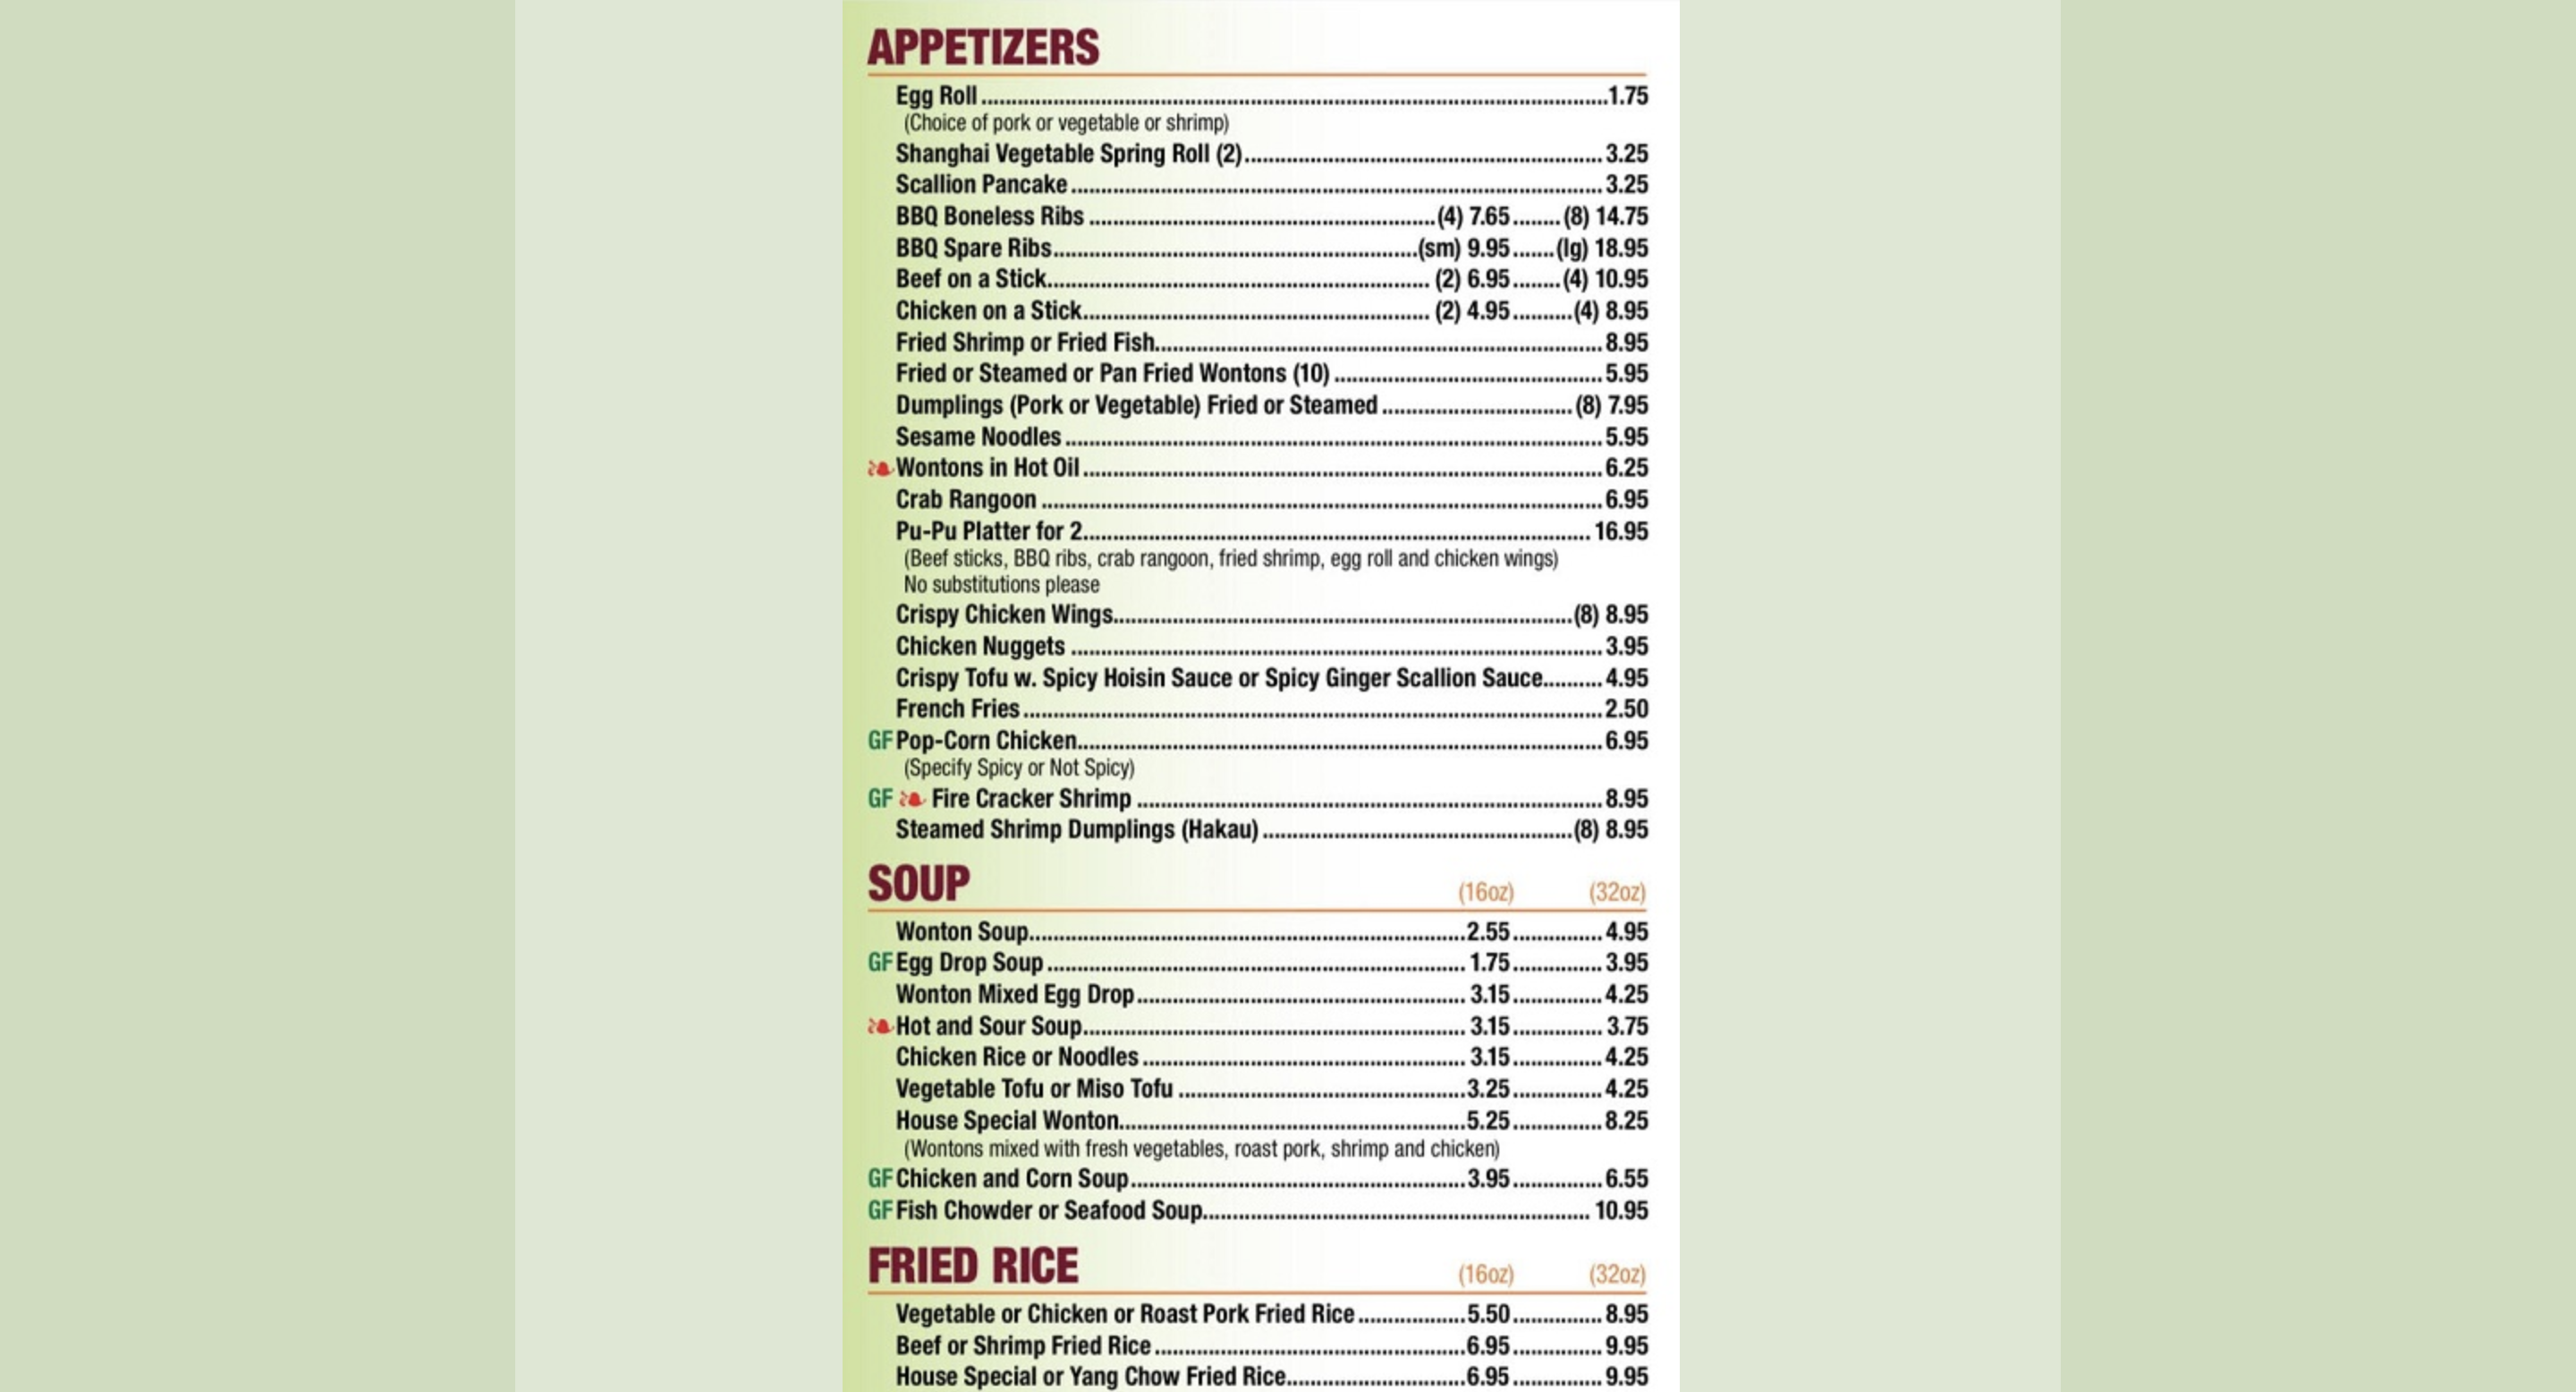 APPETIZERS
Egg Roll 1.75
(Choice of pork or vegetable or shrimp)
Shanghai Vegetable Spring Roll (2) 3.25
Scallion Pancake 3.25
BBQ Boneless Ribs (4) 7.65 (8) 14.75
BBQ Spare Ribs (sm) 9.95 (lg) 18.95
Beef on a Stick (2) 6.95 (4) 10.95
Chicken on a Stick (2) 4.95 (4) 8.95
Fried Shrimp or Fried Fish 8.95
Fried or Steamed or Pan Fried Wontons (10) 5.95
Dumplings (Pork or Vegetable) Fried or Steamed (8) 7.95
Sesame Noodles 5.95
Wontons in Hot Oil 6.25
Crab Rangoon 6.95
Pu-Pu Platter for 2 16.95
(Beef sticks, BBQ ribs, crab rangoon, fried shrimp, egg roll and chicken wings)
No substitutions please
Crispy Chicken Wings (8) 8.95
Chicken Nuggets 3.95
Crispy Tofu w. Spicy Hoisin Sauce or Spicy Ginger Scallion Sauce 4.95
French Fries 2.50
GF Pop-Corn Chicken 6.95
(Specify Spicy or Not Spicy)
GF Fire Cracker Shrimp 8.95
Steamed Shrimp Dumplings (Hakau) (8) 8.95
SOUP (16oz) (32oz)
Wonton Soup 2.55 4.95
GF Egg Drop Soup 1.75 3.95
Wonton Mixed Egg Drop 3.15 4.25
Hot and Sour Soup 3.15 3.75
Chicken Rice or Noodles 3.15 4.25
Vegetable Tofu or Miso Tofu 3.25 4.25
House Special Wonton 5.25 8.25
(Wontons mixed with fresh vegetables, roast pork, shrimp and chicken)
GF Chicken and Corn Soup 3.95 6.55
GF Fish Chowder or Seafood Soup 10.95
FRIED RICE (16oz) (32oz)
Vegetable or Chicken or Roast Pork Fried Rice 5.50 8.95
Beef or Shrimp Fried Rice 6.95 9.95
House Special or Yang Chow Fried Rice 6.95 9.95